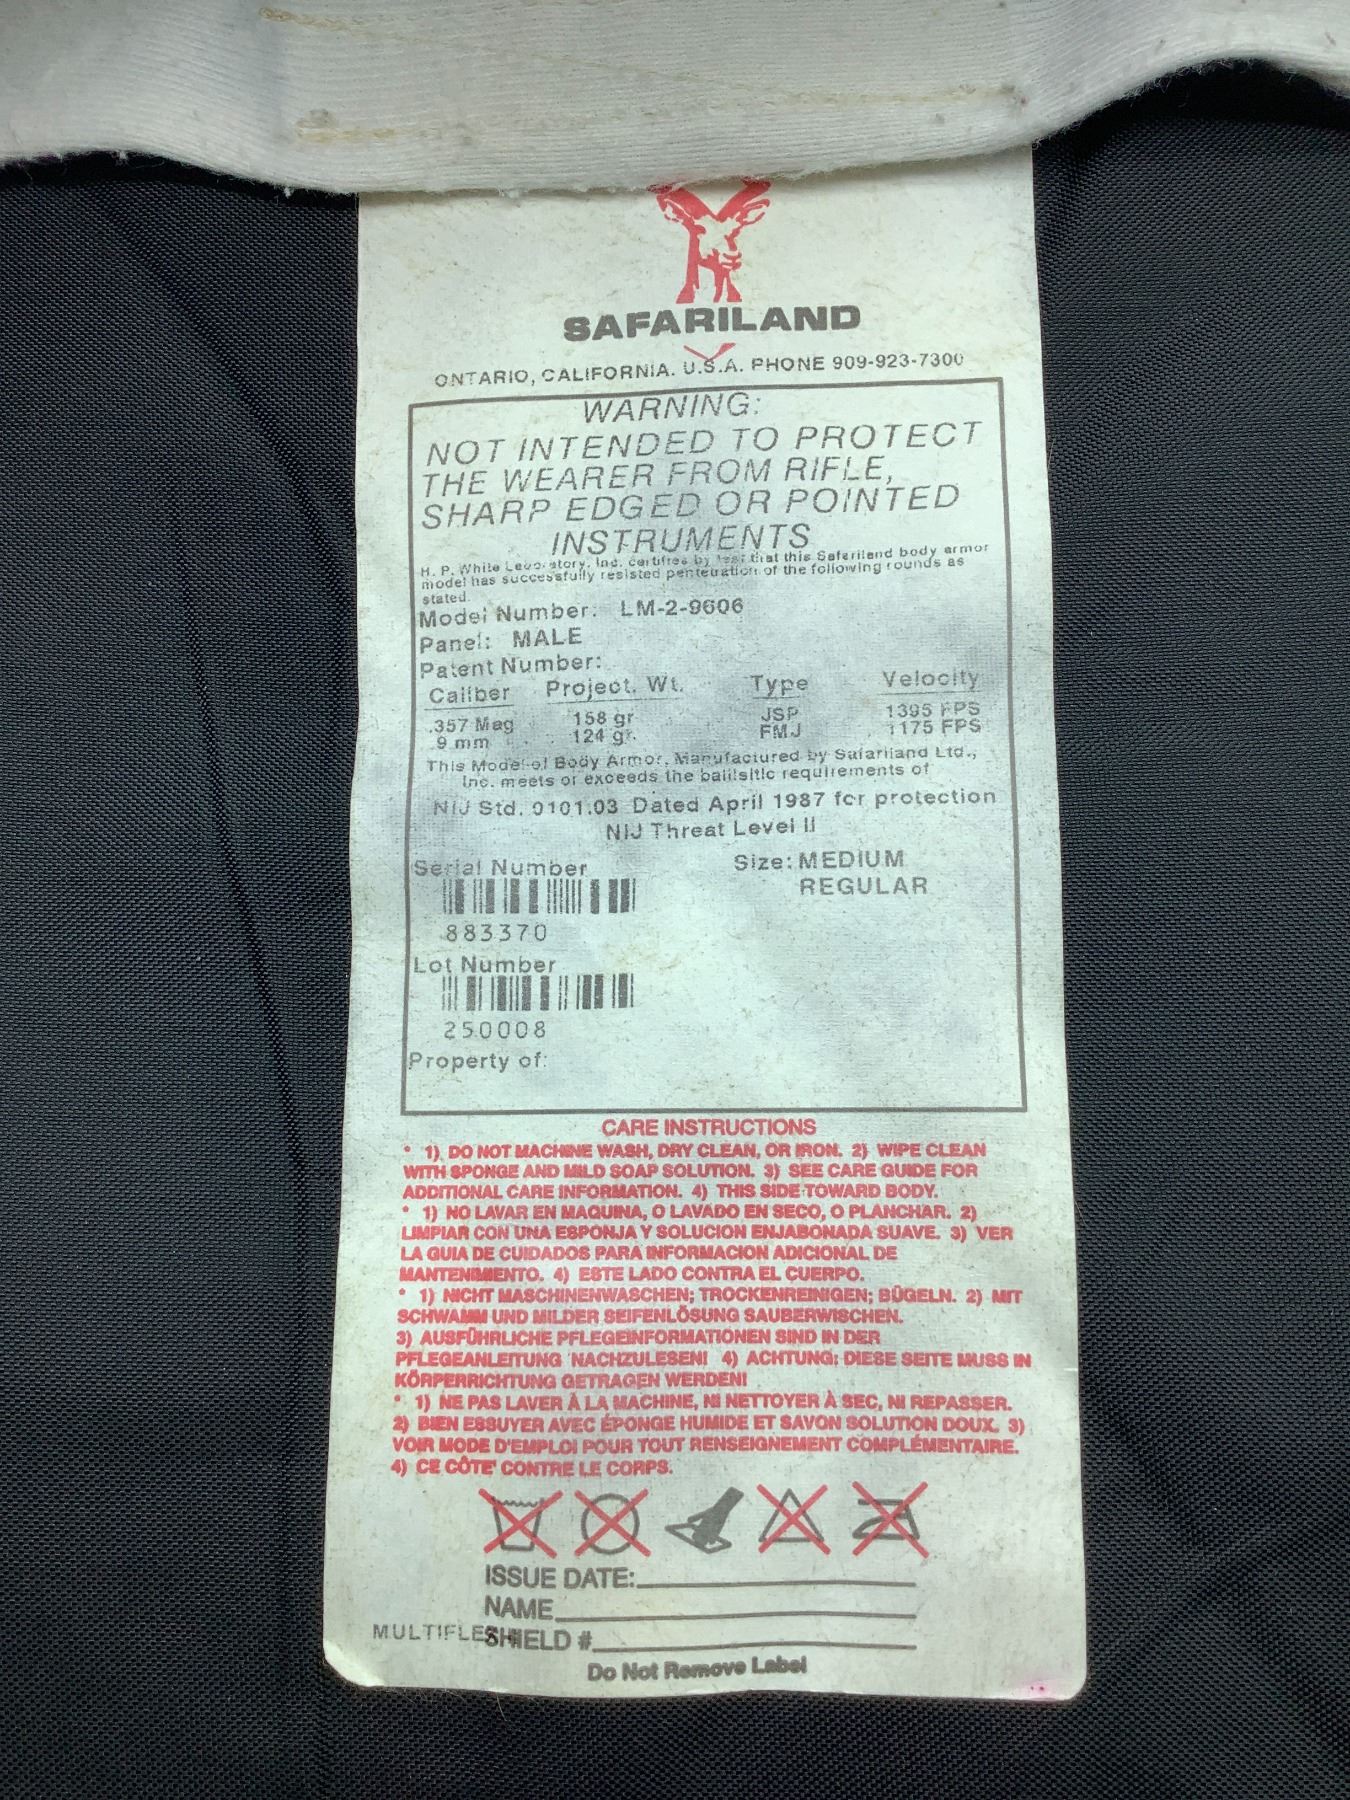 SAFARILAND
ONTARIO, CALIFORNIA. U.S.A. PHONE 909-923-7300
WARNING:
NOT INTENDED TO PROTECT
THE WEARER FROM RIFLE,
SHARP EDGED OR POINTED
INSTRUMENTS
H. P. White Laboratory, Inc. certifies by test that this Safariland body armor
model has successfully resisted penteuration of the following rounds as
stated.
Model Number: LM-2-9606
Panel: MALE
Patent Number:
Caliber Project. Wt. Type Velocity
.357 Mag 158 gr JSP 1395 FPS
9 mm 124 gr. FMJ 1175 FPS
This Model of Body Armor, Manufactured by Safariland Ltd.,
Inc. meets or exceeds the ballsitic requirements of
NIJ Std. 0101.03 Dated April 1987 for protection
NIJ Threat Level II
Serial Number Size: MEDIUM
REGULAR
883370
Lot Number
250008
Property of:
CARE INSTRUCTIONS
* 1) DO NOT MACHINE WASH, DRY CLEAN, OR IRON. 2) WIPE CLEAN
WITH SPONGE AND MILD SOAP SOLUTION. 3) SEE CARE GUIDE FOR
ADDITIONAL CARE INFORMATION. 4) THIS SIDE TOWARD BODY.
* 1) NO LAVAR EN MAQUINA, O LAVADO EN SECO, O PLANCHAR. 2)
LIMPIAR CON UNA ESPONJA Y SOLUCION ENJABONADA SUAVE. 3) VER
LA GUIA DE CUIDADOS PARA INFORMACION ADICIONAL DE
MANTENIMIENTO. 4) ESTE LADO CONTRA EL CUERPO.
* 1) NICHT MASCHINENWASCHEN; TROCKENREINIGEN; BÜGELN. 2) MIT
SCHWAMM UND MILDER SEIFENLÖSUNG SAUBERWISCHEN.
3) AUSFÜHRLICHE PFLEGEINFORMATIONEN SIND IN DER
PFLEGEANLEITUNG NACHZULESEN! 4) ACHTUNG: DIESE SEITE MUSS IN
KÖRPERRICHTUNG GETRAGEN WERDEN!
* 1) NE PAS LAVER À LA MACHINE, NI NETTOYER À SEC, NI REPASSER.
2) BIEN ESSUYER AVEC ÉPONGE HUMIDE ET SAVON SOLUTION DOUX. 3)
VOIR MODE D'EMPLOI POUR TOUT RENSEIGNEMENT COMPLÉMENTAIRE.
4) CE CÔTE' CONTRE LE CORPS.
ISSUE DATE:
NAME
MULTIFLEX SHIELD #
Do Not Remove Label